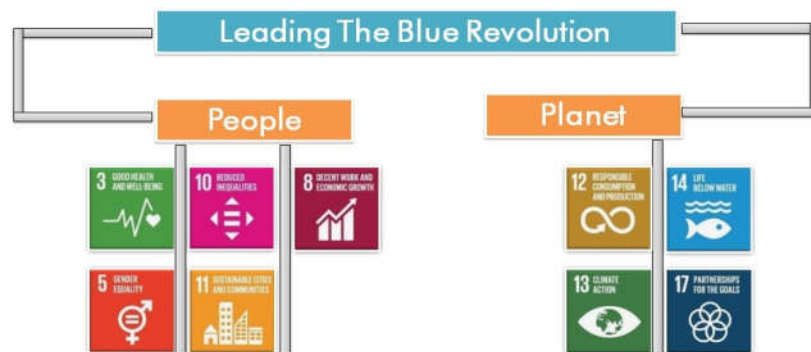 Leading The Blue Revolution
People
Planet
3 GOOD HEALTH
AND WELL-BEING
10 REDUCED
INEQUALITIES
8 DECENT WORK AND
ECONOMIC GROWTH
12 RESPONSIBLE
CONSUMPTION
AND PRODUCTION
14 LIFE
BELOW WATER
5 GENDER
EQUALITY
11 SUSTAINABLE CITIES
AND COMMUNITIES
13 CLIMATE
ACTION
17 PARTNERSHIPS
FOR THE GOALS